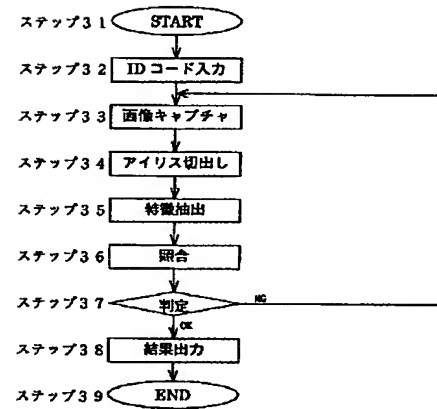 ステップ31 START
ステップ32 IDコード入力
ステップ33 画像キャプチャ
ステップ34 アイリス切出し
ステップ35 特徴抽出
ステップ36 照合
ステップ37 判定 NG
OK
ステップ38 結果出力
ステップ39 END